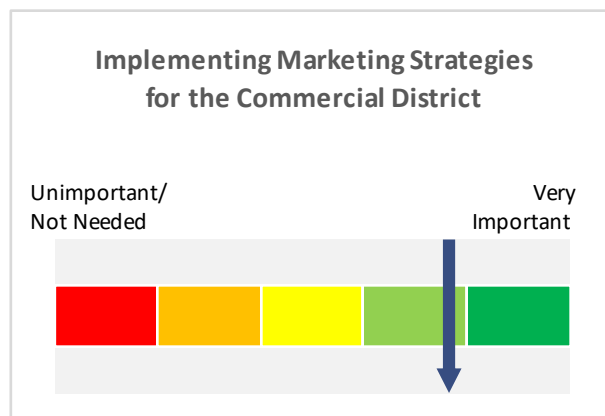 Implementing Marketing Strategies
for the Commercial District
Unimportant/
Not Needed
Very
Important